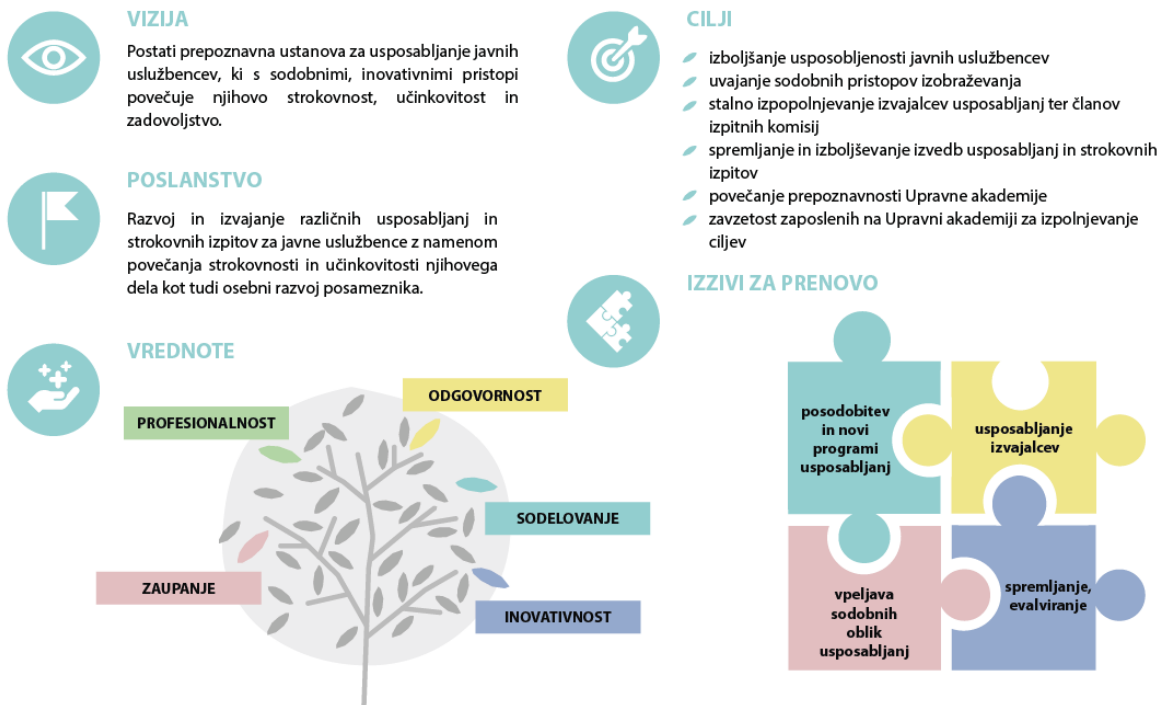 VIZIJA
Postati prepoznavna ustanova za usposabljanje javnih
uslužbencev, ki s sodobnimi, inovativnimi pristopi
povečuje njihovo strokovnost, učinkovitost in
zadovoljstvo.
POSLANSTVO
Razvoj in izvajanje različnih usposabljanj in
strokovnih izpitov za javne uslužbence z namenom
povečanja strokovnosti in učinkovitosti njihovega
dela kot tudi osebni razvoj posameznika.
VREDNOTE
ODGOVORNOST
PROFESIONALNOST
SODELOVANJE
ZAUPANJE
INOVATIVNOST
CILJI
izboljšanje usposobljenosti javnih uslužbencev
uvajanje sodobnih pristopov izobraževanja
stalno izpopolnjevanje izvajalcev usposabljanj ter članov
izpitnih komisij
spremljanje in izboljševanje izvedb usposabljanj in strokovnih
izpitov
povečanje prepoznavnosti Upravne akademije
zavzetost zaposlenih na Upravni akademiji za izpolnjevanje
ciljev
IZZIVI ZA PRENOVO
posodobitev
in novi
programi
usposabljanj
usposabljanje
izvajalcev
vpeljava
sodobnih
oblik
usposabljanj
spremljanje,
evalviranje